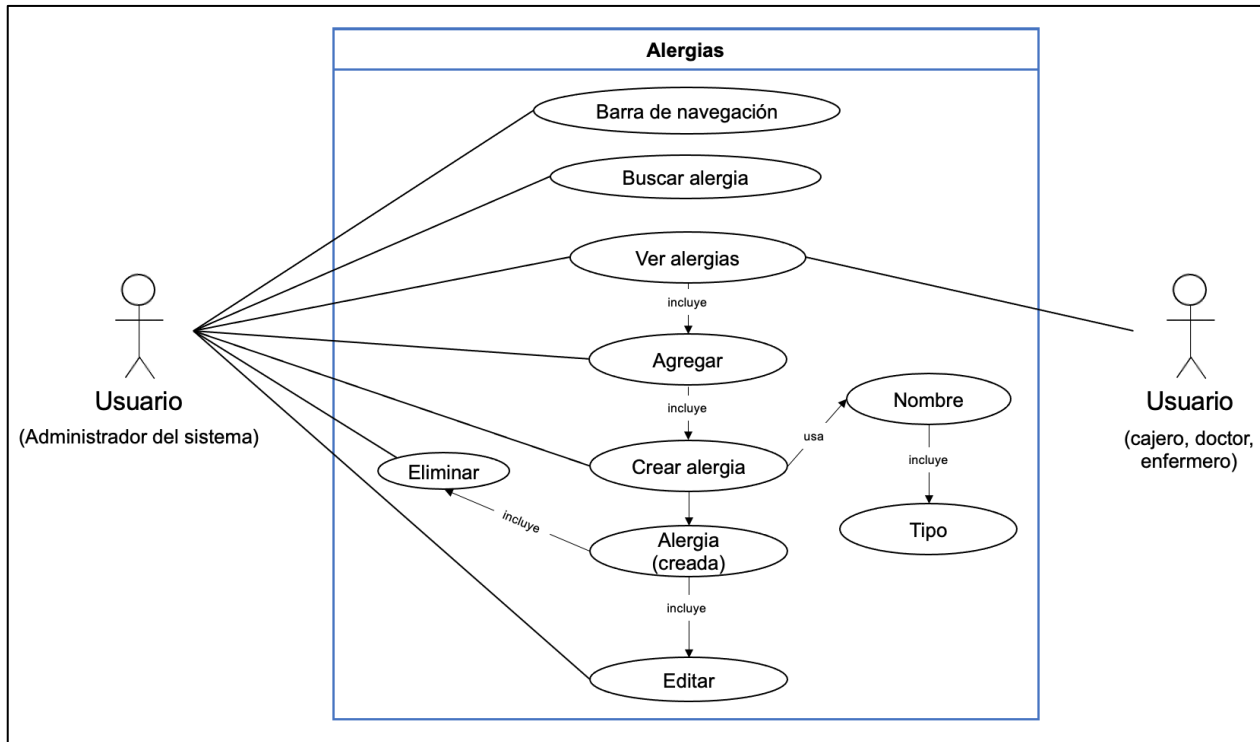 Alergias
Barra de navegación
Buscar alergia
Ver alergias
incluye
Agregar
incluye
Crear alergia
usa
Nombre
incluye
Tipo
Eliminar
incluye
Alergia
(creada)
incluye
Editar
Usuario
(Administrador del sistema)
Usuario
(cajero, doctor,
enfermero)